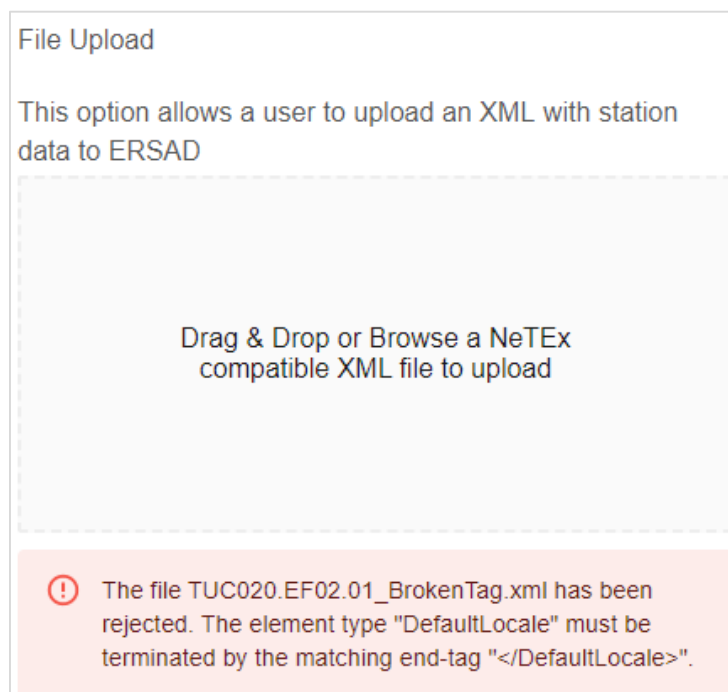 File Upload
This option allows a user to upload an XML with station
data to ERSAD
Drag & Drop or Browse a NeTEx
compatible XML file to upload
The file TUC020.EF02.01_BrokenTag.xml has been
rejected. The element type "DefaultLocale" must be
terminated by the matching end-tag "</DefaultLocale>".